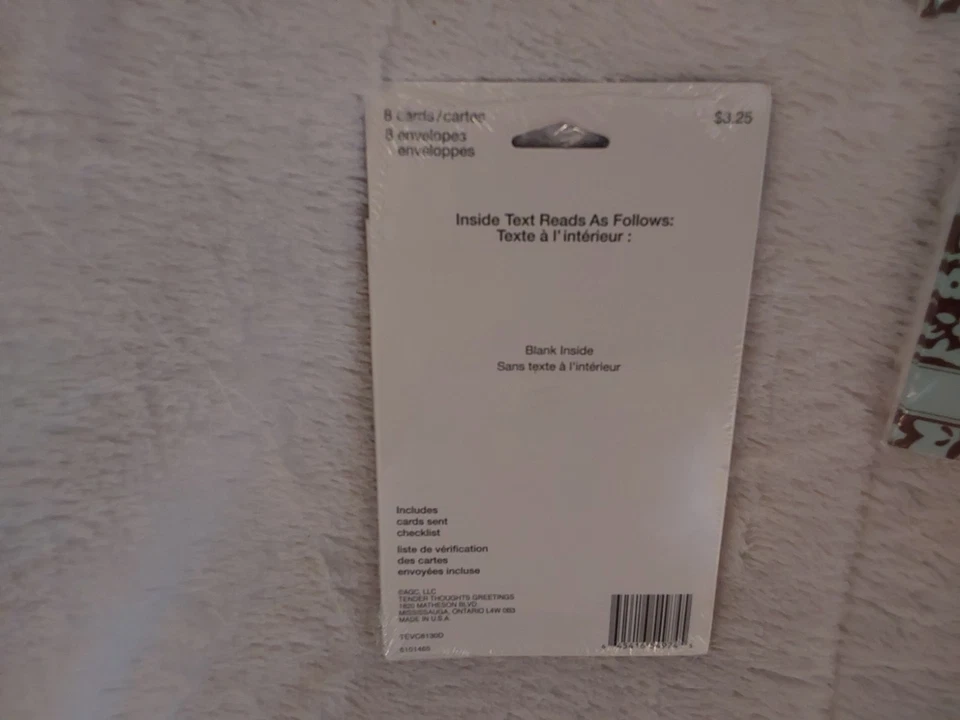 8 cards/cartes
8 envelopes
enveloppes
$3.25
Inside Text Reads As Follows:
Texte à l'intérieur :
Blank Inside
Sans texte à l'intérieur
Includes
cards sent
checklist
liste de vérification
des cartes
envoyées incluse
©AGC, LLC
TENDER THOUGHTS GREETINGS
MATHESON BLVD
MISSISSAUGA, ONTARIO L4W
MADE IN U.S.A